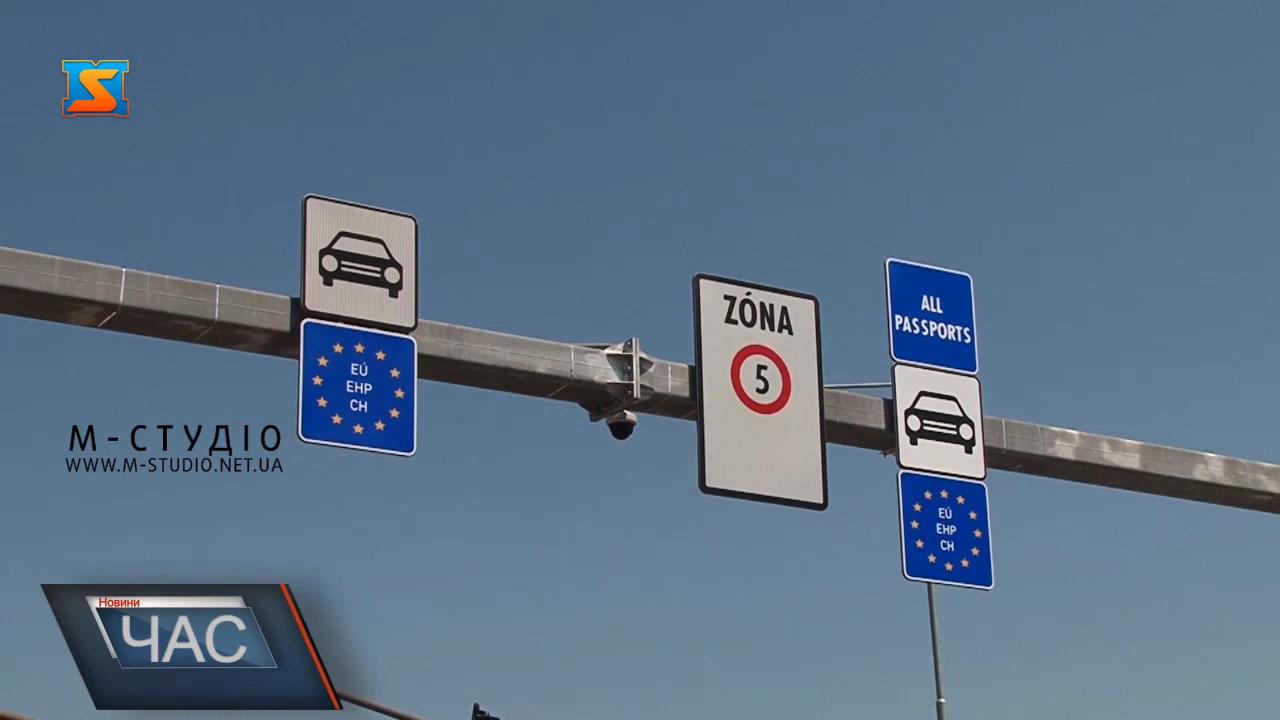 ZÓNA
5
ALL
PASSPORTS
EÚ
EHP
CH
EÚ
EHP
CH
М-СТУДІО
WWW.M-STUDIO.NET.UA
Новини
ЧАС